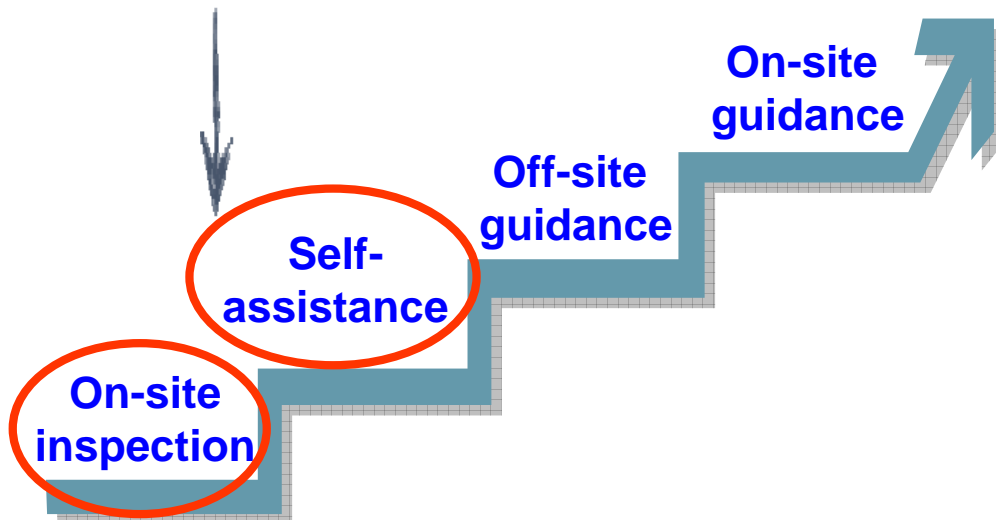 On-site
guidance
Off-site
guidance
Self-
assistance
On-site
inspection